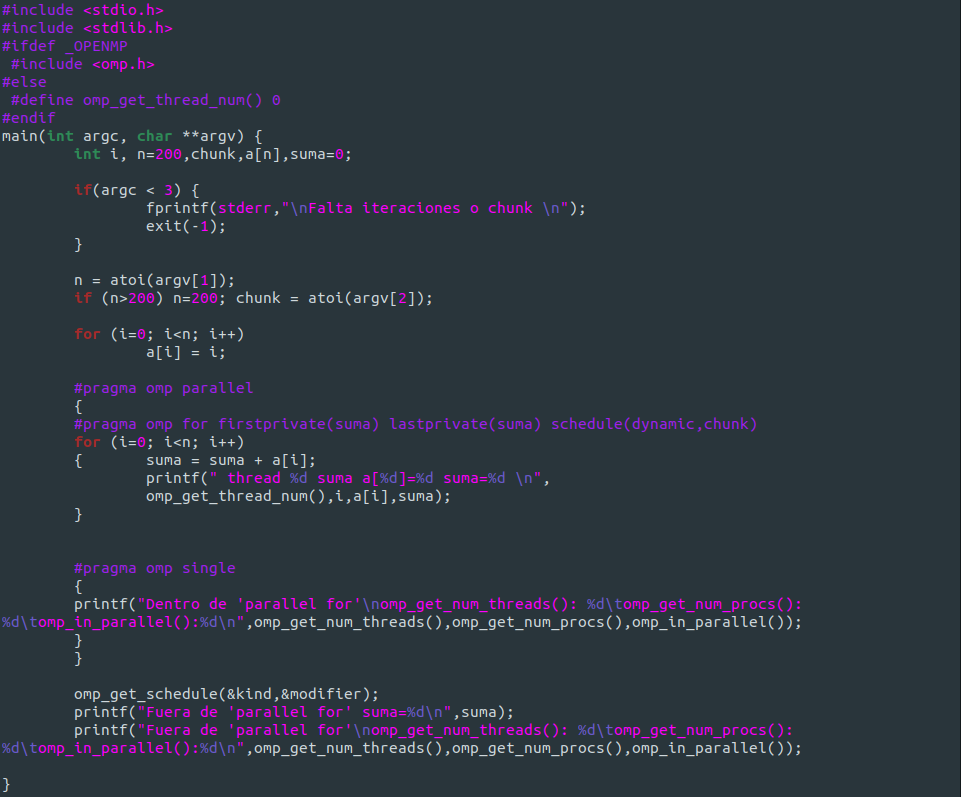 #include <stdio.h>
#include <stdlib.h>
#ifdef _OPENMP
 #include <omp.h>
#else
 #define omp_get_thread_num() 0
#endif
main(int argc, char **argv) {
        int i, n=200,chunk,a[n],suma=0;
        if(argc < 3) {
                fprintf(stderr,"\nFalta iteraciones o chunk \n");
                exit(-1);
        }
        n = atoi(argv[1]);
        if (n>200) n=200; chunk = atoi(argv[2]);
        for (i=0; i<n; i++)
                a[i] = i;
        #pragma omp parallel
        {
        #pragma omp for firstprivate(suma) lastprivate(suma) schedule(dynamic,chunk)
        for (i=0; i<n; i++)
        {       suma = suma + a[i];
                printf(" thread %d suma a[%d]=%d suma=%d \n",
                omp_get_thread_num(),i,a[i],suma);
        }
        #pragma omp single
        {
        printf("Dentro de 'parallel for'\nomp_get_num_threads(): %d\tomp_get_num_procs():
%d\tomp_in_parallel():%d\n",omp_get_num_threads(),omp_get_num_procs(),omp_in_parallel());
        }
        }
        omp_get_schedule(&kind,&modifier);
        printf("Fuera de 'parallel for' suma=%d\n",suma);
        printf("Fuera de 'parallel for'\nomp_get_num_threads(): %d\tomp_get_num_procs():
%d\tomp_in_parallel():%d\n",omp_get_num_threads(),omp_get_num_procs(),omp_in_parallel());
}